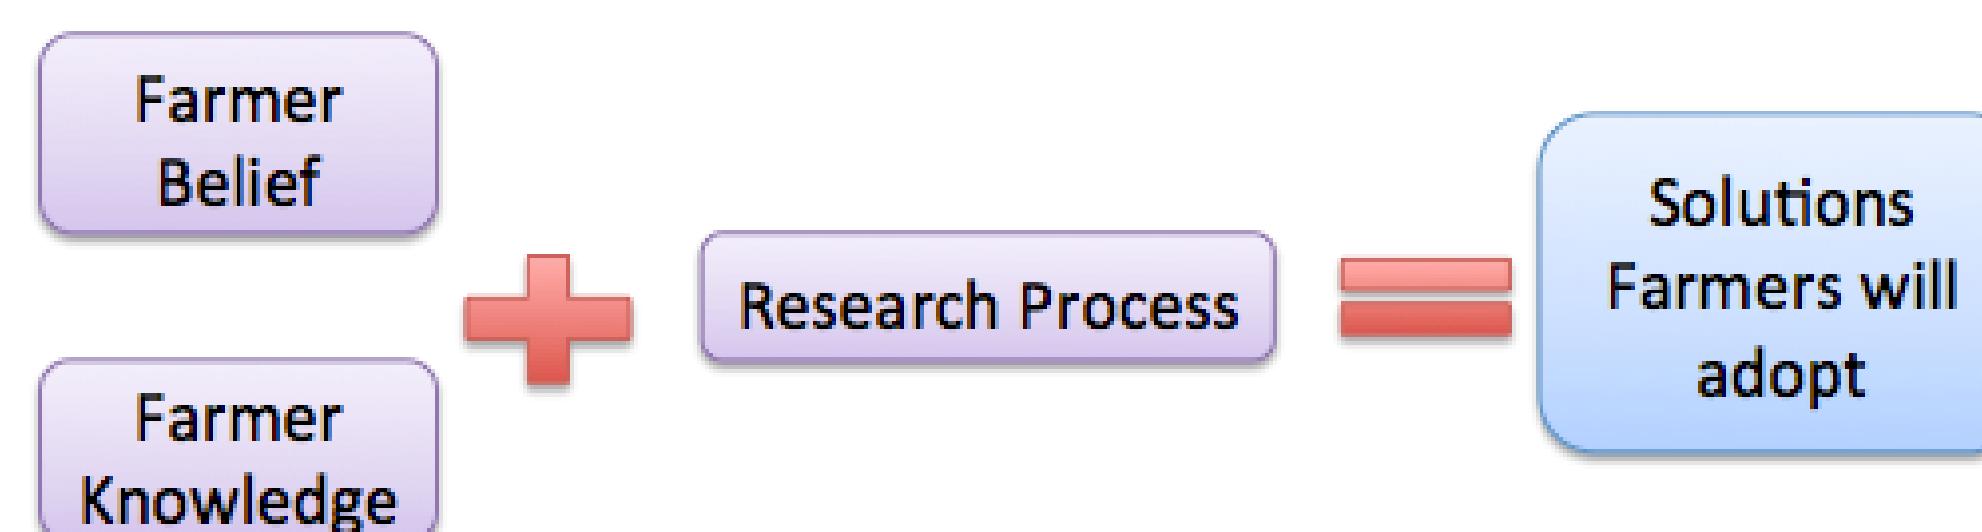 Farmer
Belief
Farmer
Knowledge
Research Process
Solutions
Farmers will
adopt